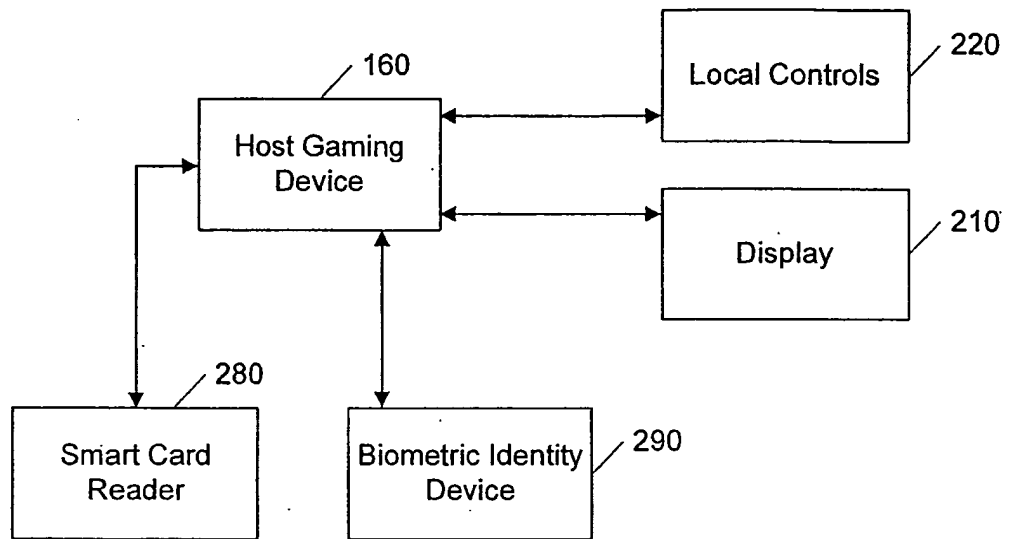 160
Host Gaming
Device
Local Controls
220
Display
210
280
Smart Card
Reader
Biometric Identity
Device
290